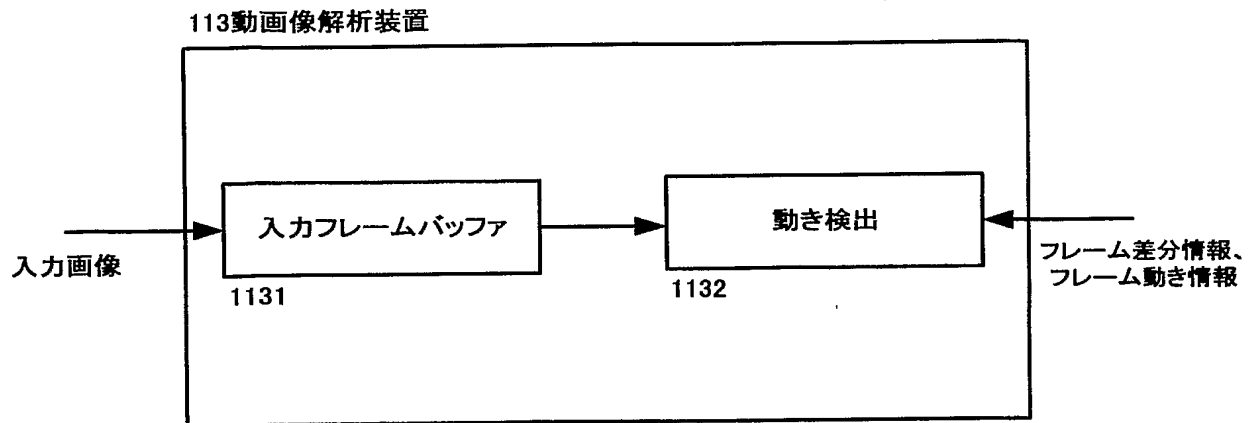 113動画像解析装置
入力フレームバッファ
動き検出
入力画像
1131
1132
フレーム差分情報、
フレーム動き情報